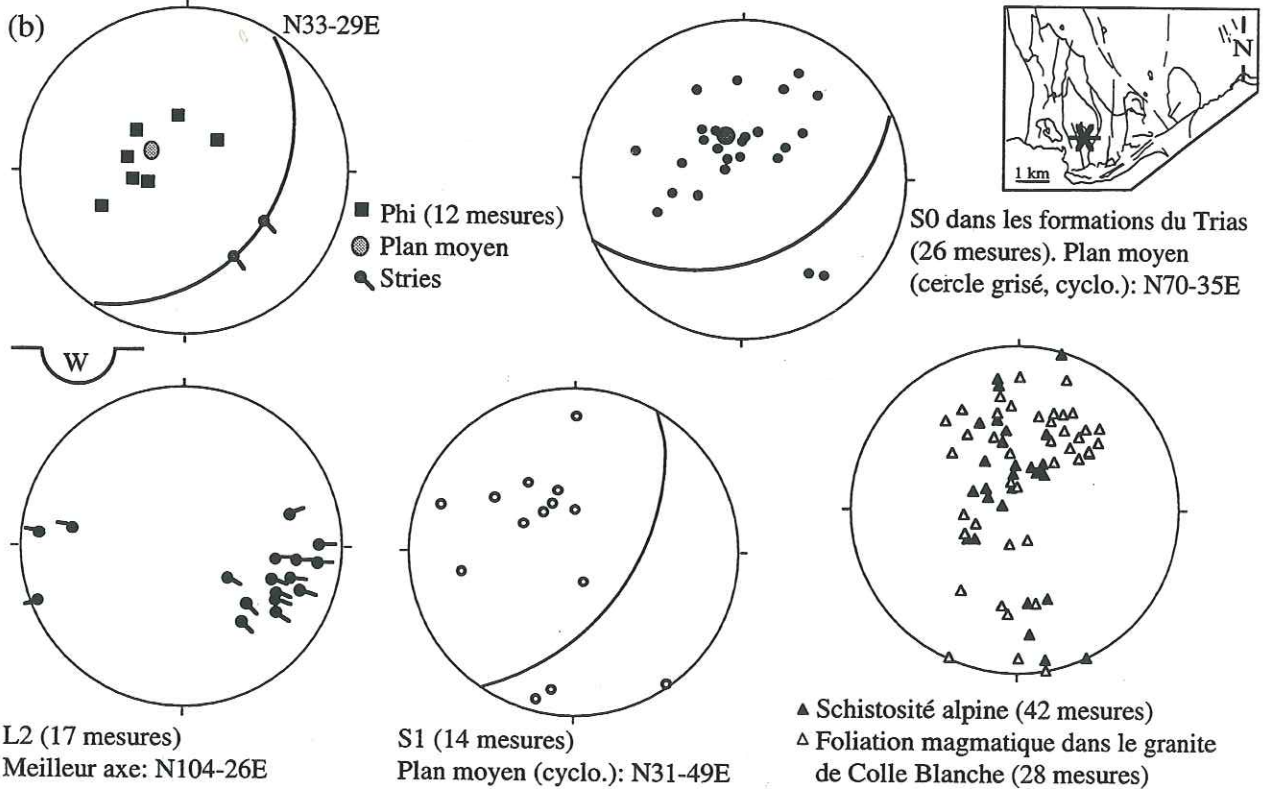 (b)
N33-29E
Phi (12 mesures)
Plan moyen
Stries
N
1 km
S0 dans les formations du Trias
(26 mesures). Plan moyen
(cercle grisé, cyclo.): N70-35E
W
L2 (17 mesures)
Meilleur axe: N104-26E
S1 (14 mesures)
Plan moyen (cyclo.): N31-49E
Schistosité alpine (42 mesures)
Foliation magmatique dans le granite
de Colle Blanche (28 mesures)